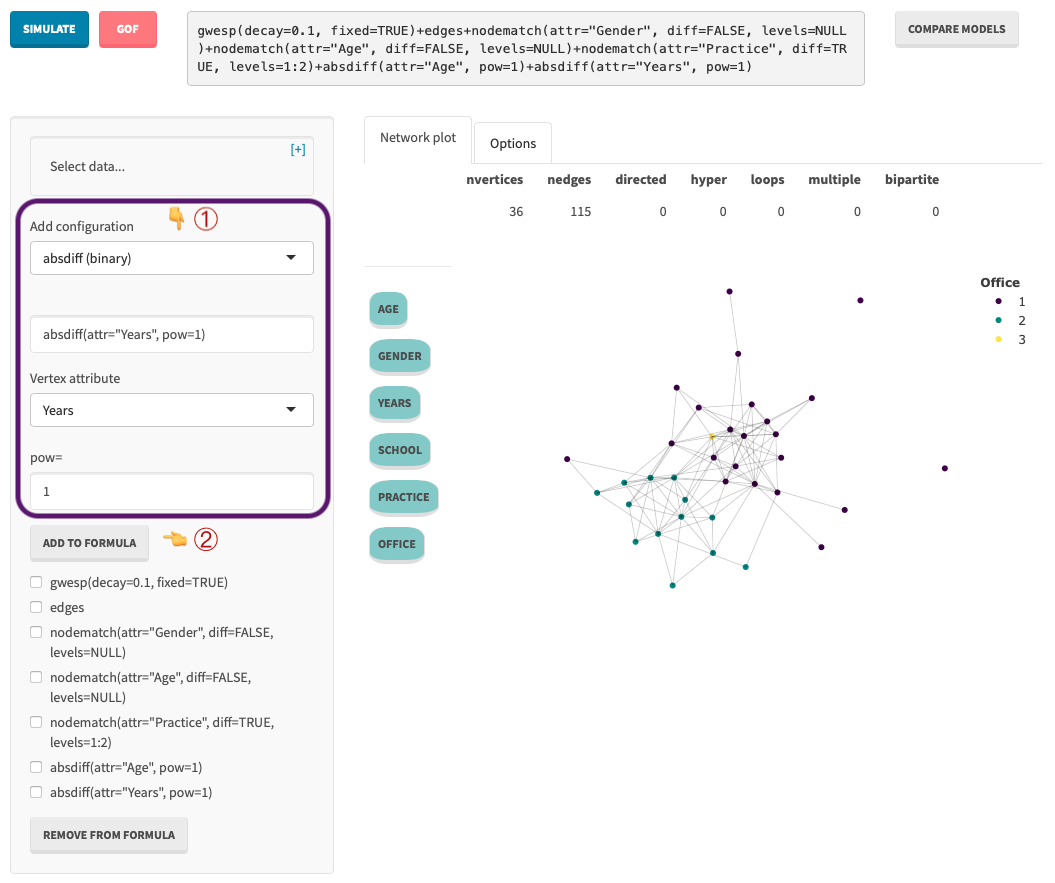 SIMULATE
GOF
gwesp(decay=0.1, fixed=TRUE)+edges+nodematch(attr="Gender", diff=FALSE, levels=NULL
)+nodematch(attr="Age", diff=FALSE, levels=NULL)+nodematch(attr="Practice", diff=TR
UE, levels=1:2)+absdiff(attr="Age", pow=1)+absdiff(attr="Years", pow=1)
COMPARE MODELS
[+]
Select data...
Add configuration
①
absdiff (binary)
absdiff(attr="Years", pow=1)
Vertex attribute
Years
pow=
1
ADD TO FORMULA
②
gwesp(decay=0.1, fixed=TRUE)
edges
nodematch(attr="Gender", diff=FALSE,
levels=NULL)
nodematch(attr="Age", diff=FALSE,
levels=NULL)
nodematch(attr="Practice", diff=TRUE,
levels=1:2)
absdiff(attr="Age", pow=1)
absdiff(attr="Years", pow=1)
REMOVE FROM FORMULA
Network plot
Options
nvertices nedges directed hyper loops multiple bipartite
36 115 0 0 0 0 0
AGE
GENDER
YEARS
SCHOOL
PRACTICE
OFFICE
Office
1
2
3